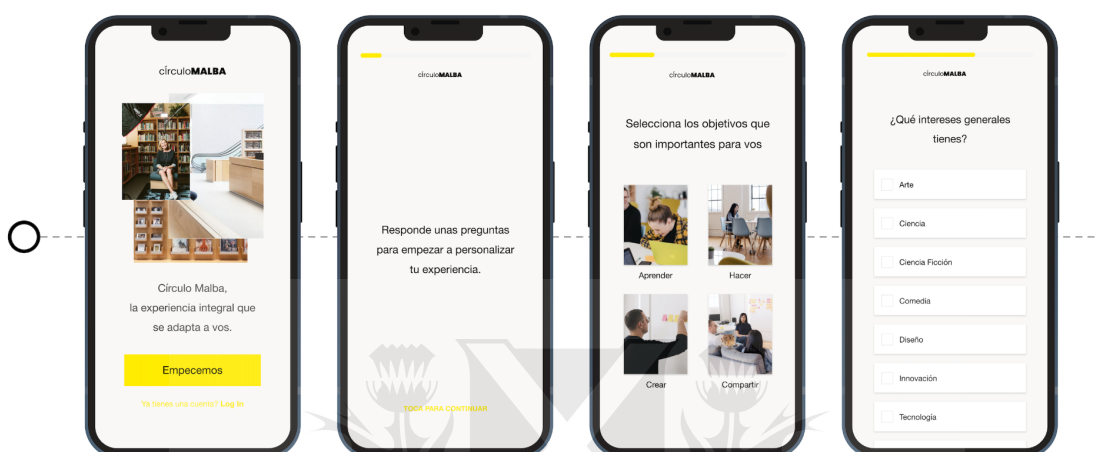 círculoMALBA
Círculo Malba,
la experiencia integral que
se adapta a vos.
Empecemos
Ya tienes una cuenta? Log in
círculoMALBA
Responde unas preguntas
para empezar a personalizar
tu experiencia.
TOCA PARA CONTINUAR
círculoMALBA
Selecciona los objetivos que
son importantes para vos
Aprender
Hacer
Crear
Compartir
círculoMALBA
¿Qué intereses generales
tienes?
Arte
Ciencia
Ciencia Ficción
Comedia
Diseño
Innovación
Tecnología